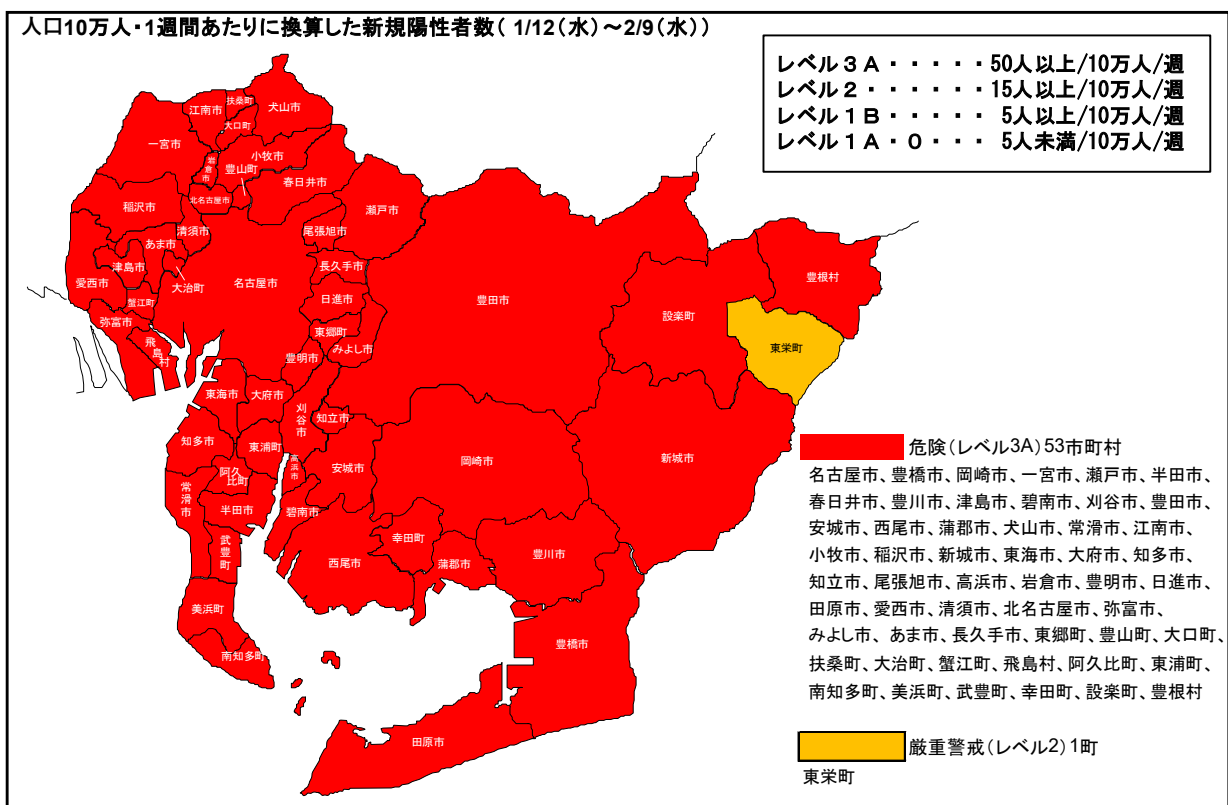 人口10万人・1週間あたりに換算した新規陽性者数( 1/12(水)～2/9(水))
レベル3A・・・・・50人以上/10万人/週
レベル2・・・・・・15人以上/10万人/週
レベル1B・・・・・ 5人以上/10万人/週
レベル1A・0・・・ 5人未満/10万人/週
扶桑町
江南市
犬山市
大口町
一宮市
小牧市
岩倉市
豊山町
春日井市
北名古屋市
稲沢市
瀬戸市
清須市
尾張旭市
あま市
津島市
長久手市
愛西市
大治町
名古屋市
豊田市
豊根村
蟹江町
日進市
設楽町
弥富市
東郷町
飛島村
みよし市
東栄町
豊明市
東海市
大府市
刈谷市
知立市
知多市
東浦町
高浜市
安城市
岡崎市
新城市
阿久比町
常滑市
半田市
碧南市
武豊町
幸田町
西尾市
蒲郡市
豊川市
美浜町
豊橋市
南知多町
田原市
危険(レベル3A)53市町村
名古屋市、豊橋市、岡崎市、一宮市、瀬戸市、半田市、
春日井市、豊川市、津島市、碧南市、刈谷市、豊田市、
安城市、西尾市、蒲郡市、犬山市、常滑市、江南市、
小牧市、稲沢市、新城市、東海市、大府市、知多市、
知立市、尾張旭市、高浜市、岩倉市、豊明市、日進市、
田原市、愛西市、清須市、北名古屋市、弥富市、
みよし市、あま市、長久手市、東郷町、豊山町、大口町、
扶桑町、大治町、蟹江町、飛島村、阿久比町、東浦町、
南知多町、美浜町、武豊町、幸田町、設楽町、豊根村
厳重警戒(レベル2)1町
東栄町